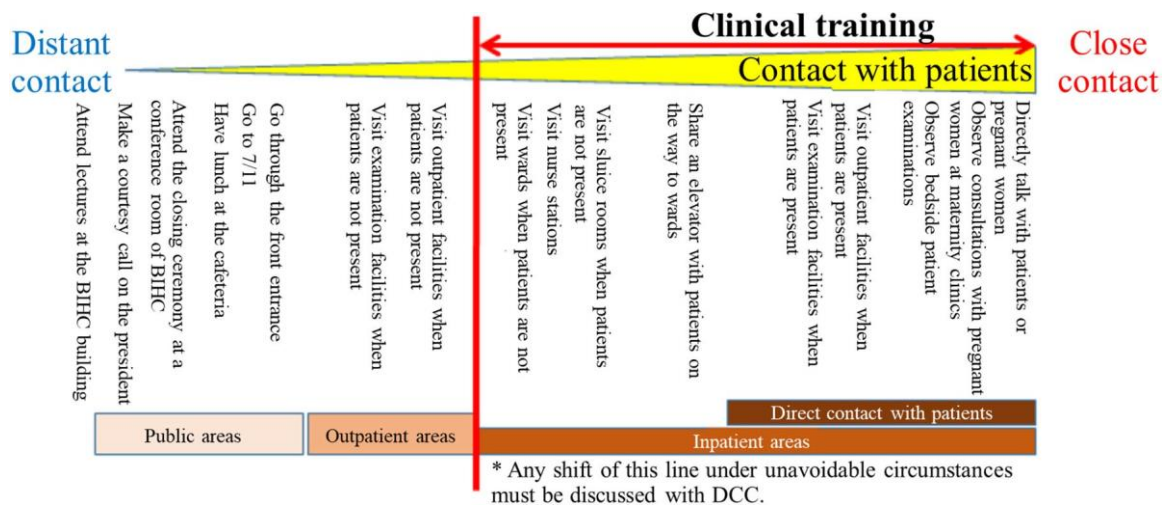 Clinical training
Distant
contact
Close
contact
Contact with patients
Attend lectures at the BIHC building
Make a courtesy call on the president
Attend the closing ceremony at a
conference room of BIHC
Have lunch at the cafeteria
Go to 7/11
Go through the front entrance
Visit examination facilities when
patients are not present
Visit outpatient facilities when
patients are not present
Visit wards when patients are not
present
Visit nurse stations
Visit sluice rooms when patients
are not present
Share an elevator with patients on
the way to wards
Visit examination facilities when
patients are present
Visit outpatient facilities when
patients are present
Observe bedside patient
examinations
Observe consultations with pregnant
women at maternity clinics
Directly talk with patients or
pregnant women
Direct contact with patients
Public areas
Outpatient areas
Inpatient areas
* Any shift of this line under unavoidable circumstances
must be discussed with DCC.